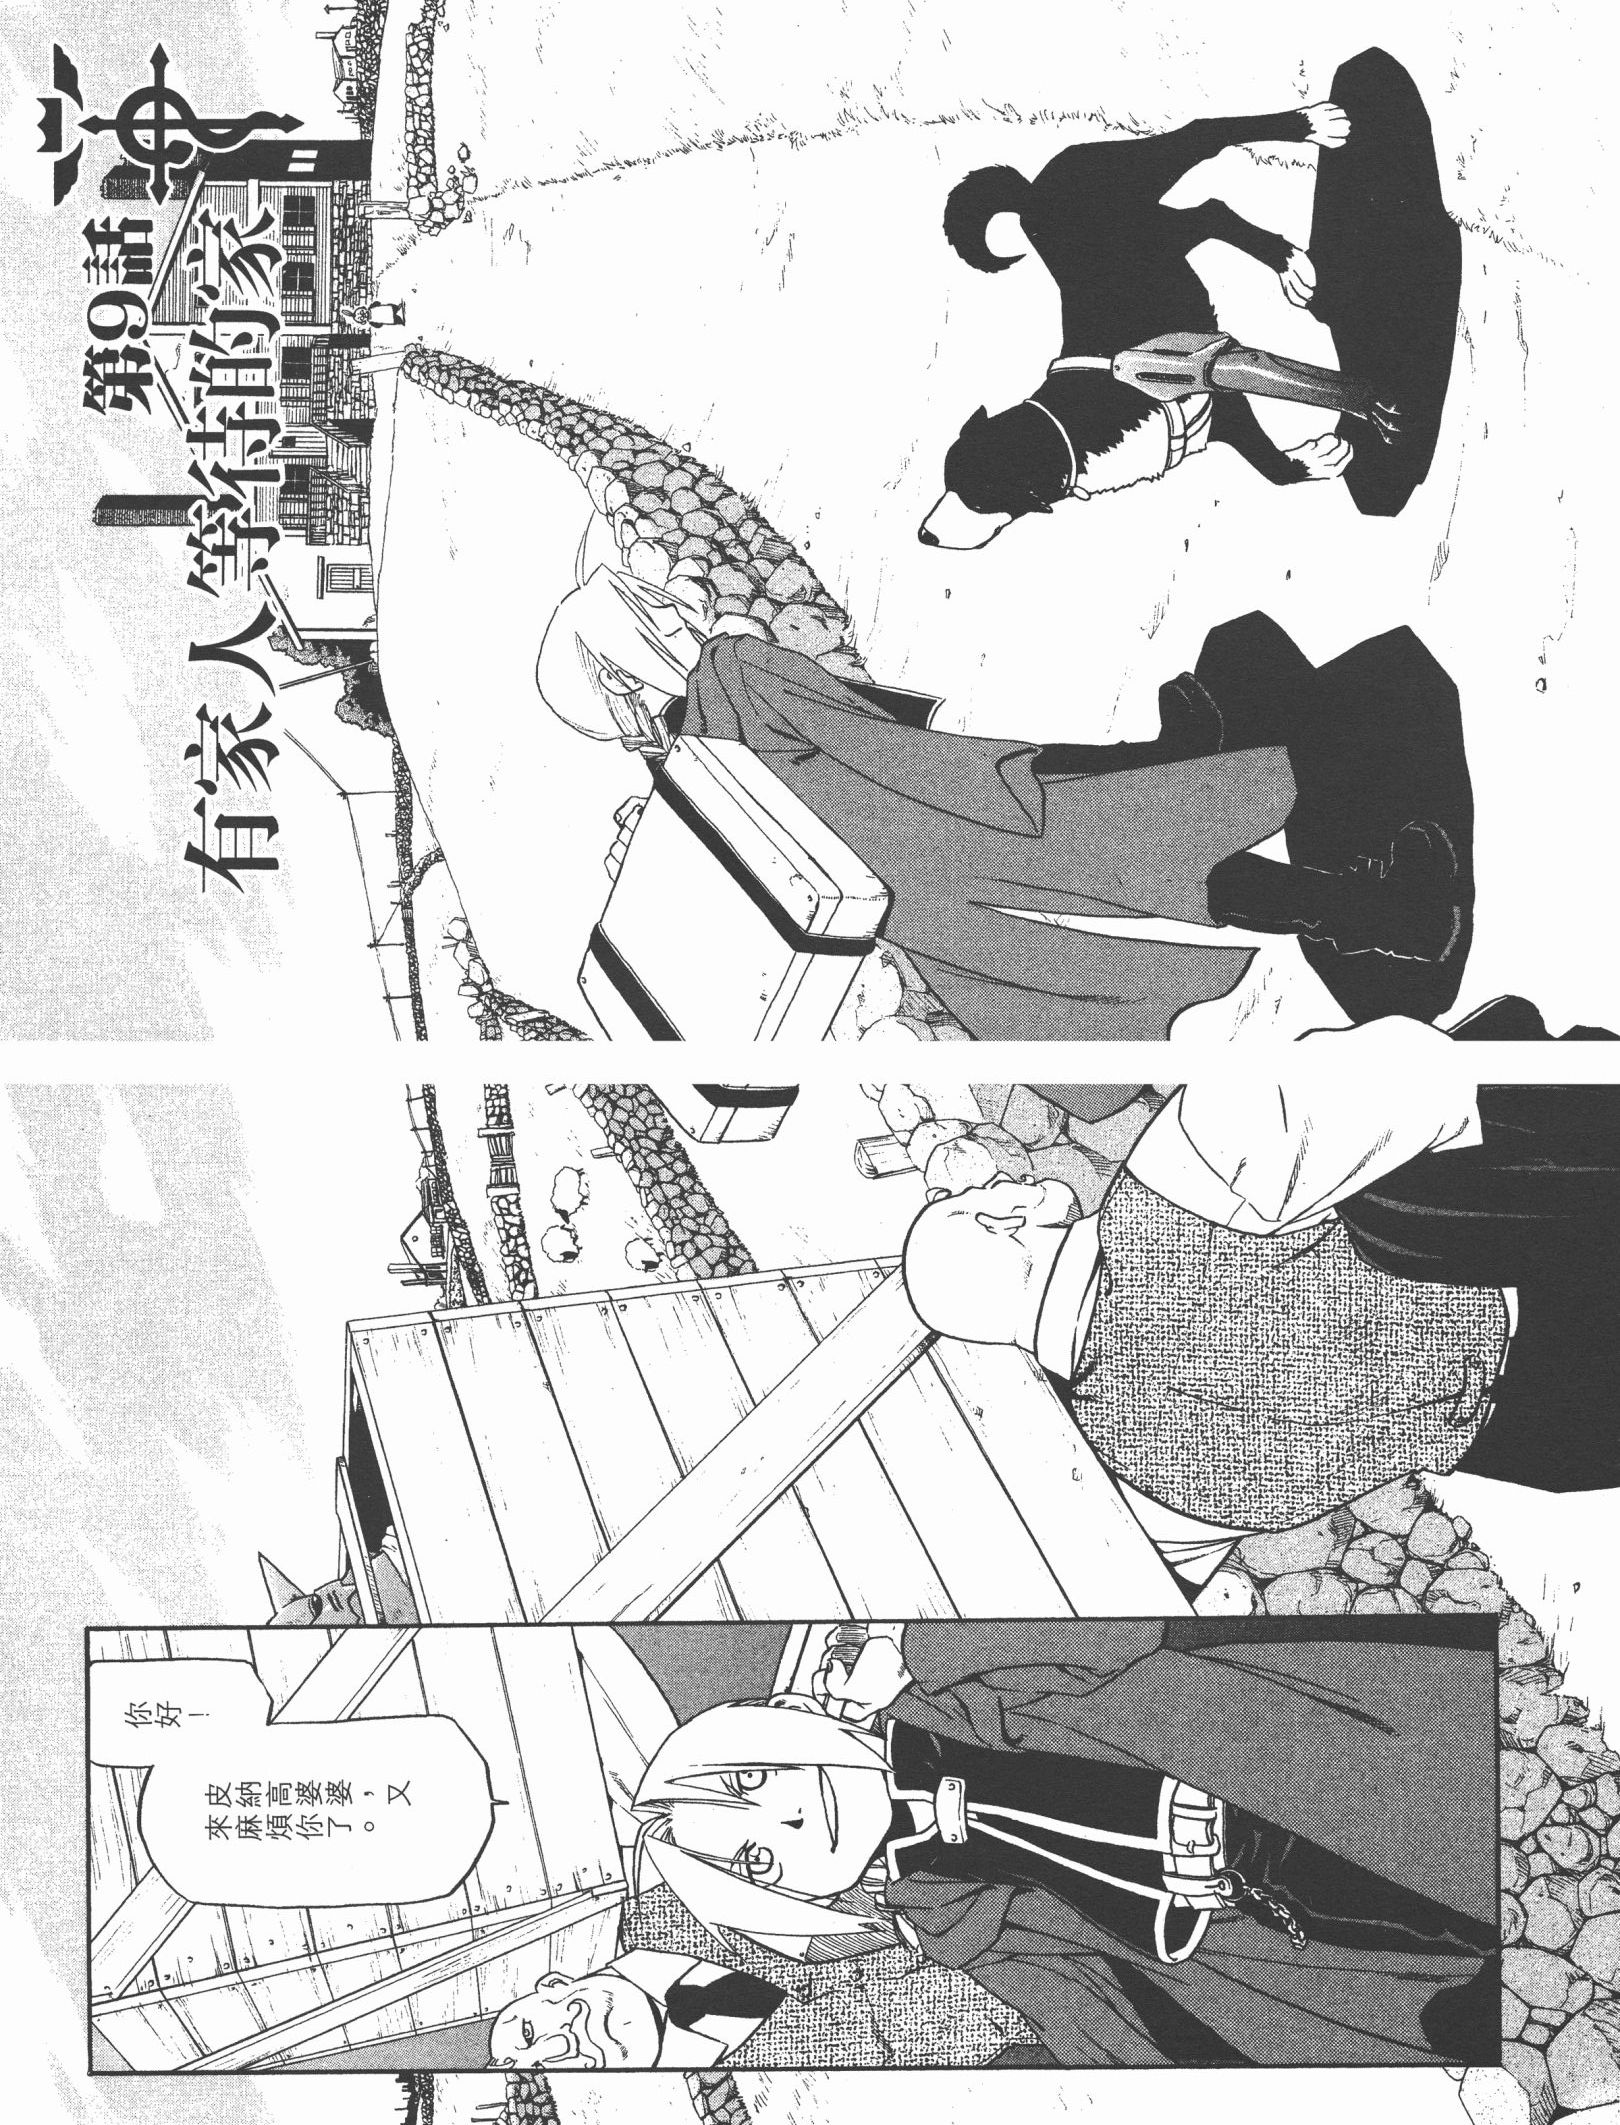 第9話
有家人等待的家
你好！
皮納高婆婆，又
來麻煩你了。